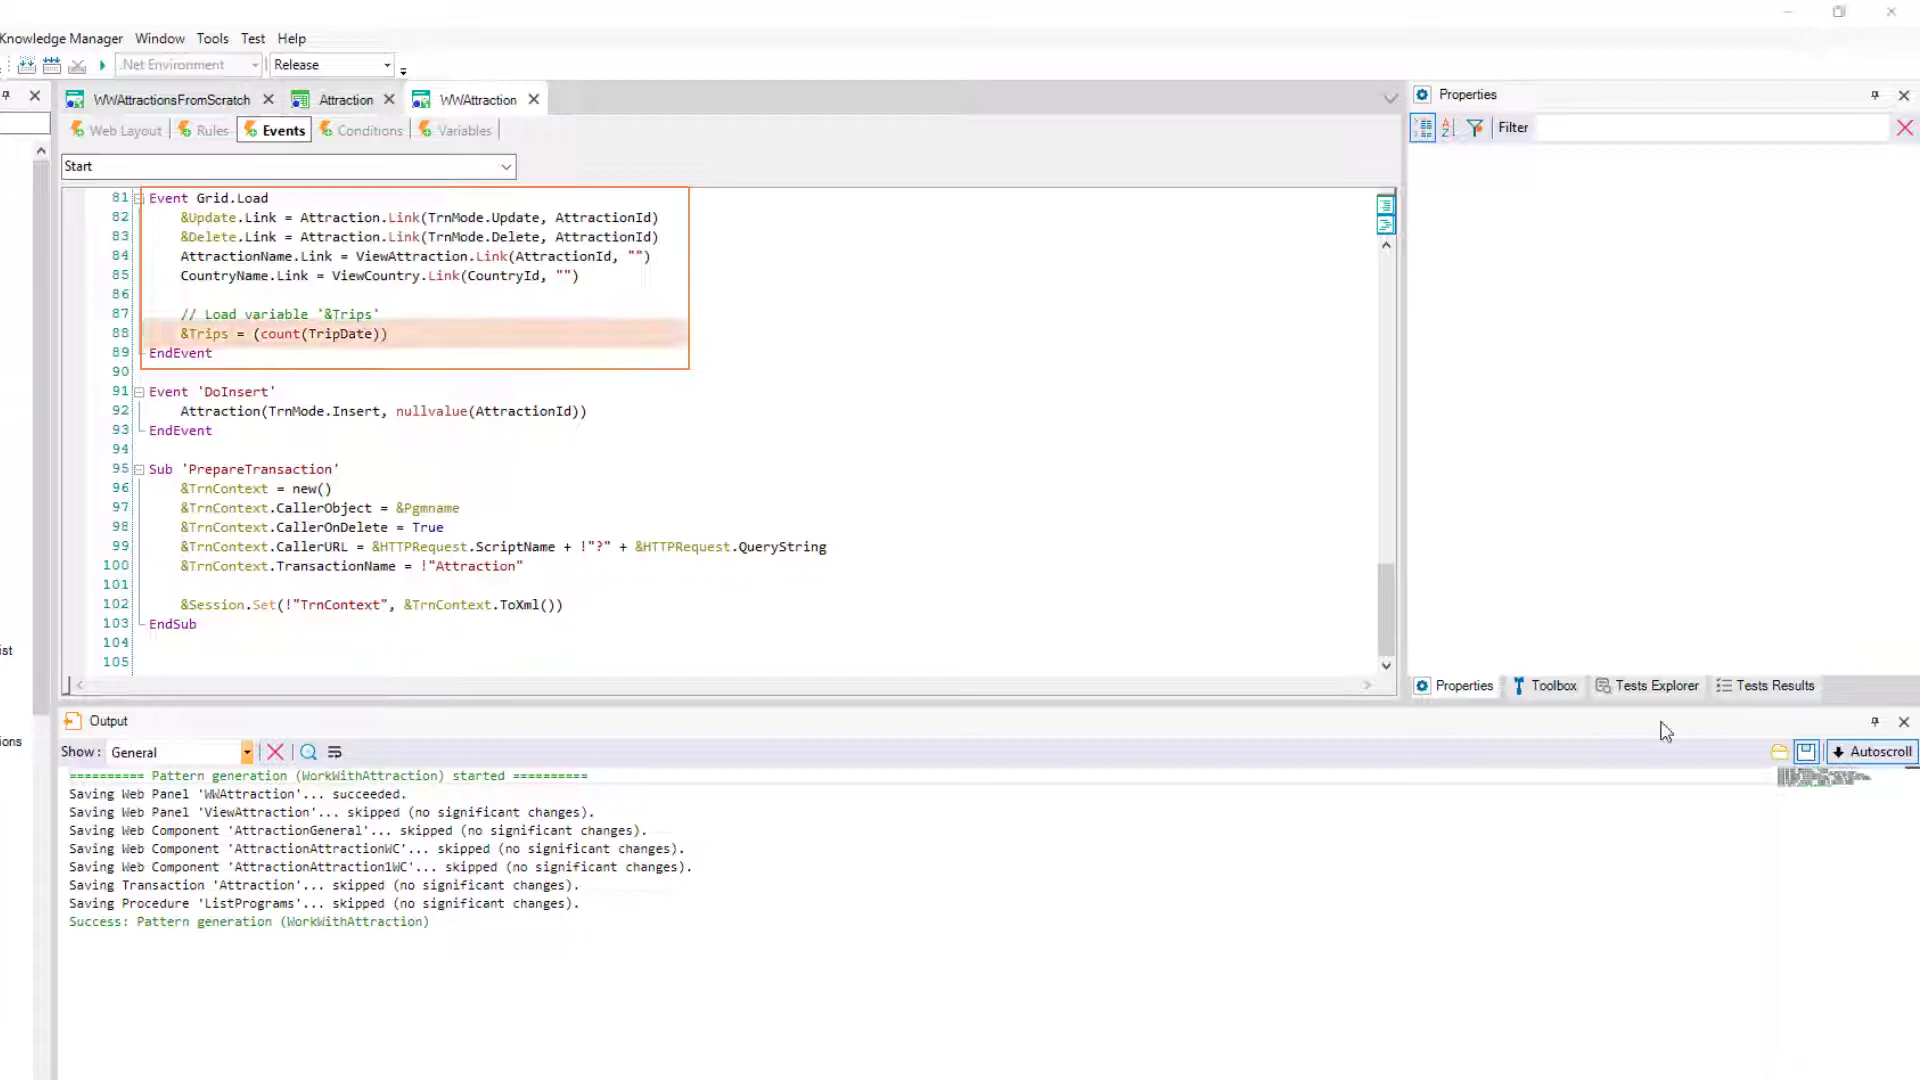 Knowledge Manager Window Tools Test Help
.Net Environment Release
WWAttractionsFromScratch Attraction WWAttraction
Web Layout Rules Events Conditions Variables
Start
81 Event Grid.Load
82 &Update.Link = Attraction.Link(TrnMode.Update, AttractionId)
83 &Delete.Link = Attraction.Link(TrnMode.Delete, AttractionId)
84 AttractionName.Link = ViewAttraction.Link(AttractionId, "")
85 CountryName.Link = ViewCountry.Link(CountryId, "")
86
87 // Load variable '&Trips'
88 &Trips = (count(TripDate))
89 EndEvent
90
91 Event 'DoInsert'
92 Attraction(TrnMode.Insert, nullvalue(AttractionId))
93 EndEvent
94
95 Sub 'PrepareTransaction'
96 &TrnContext = new()
97 &TrnContext.CallerObject = &Pgmname
98 &TrnContext.CallerOnDelete = True
99 &TrnContext.CallerURL = &HTTPRequest.ScriptName + !"?" + &HTTPRequest.QueryString
100 &TrnContext.TransactionName = !"Attraction"
101
102 &Session.Set(!"TrnContext", &TrnContext.ToXml())
103 EndSub
104
105
ist
ions
Properties
Filter
Properties Toolbox Tests Explorer Tests Results
Output
Show: General Autoscroll
========== Pattern generation (WorkWithAttraction) started ==========
Saving Web Panel 'WWAttraction'... succeeded.
Saving Web Panel 'ViewAttraction'... skipped (no significant changes).
Saving Web Component 'AttractionGeneral'... skipped (no significant changes).
Saving Web Component 'AttractionAttractionWC'... skipped (no significant changes).
Saving Web Component 'AttractionAttraction1WC'... skipped (no significant changes).
Saving Transaction 'Attraction'... skipped (no significant changes).
Saving Procedure 'ListPrograms'... skipped (no significant changes).
Success: Pattern generation (WorkWithAttraction)